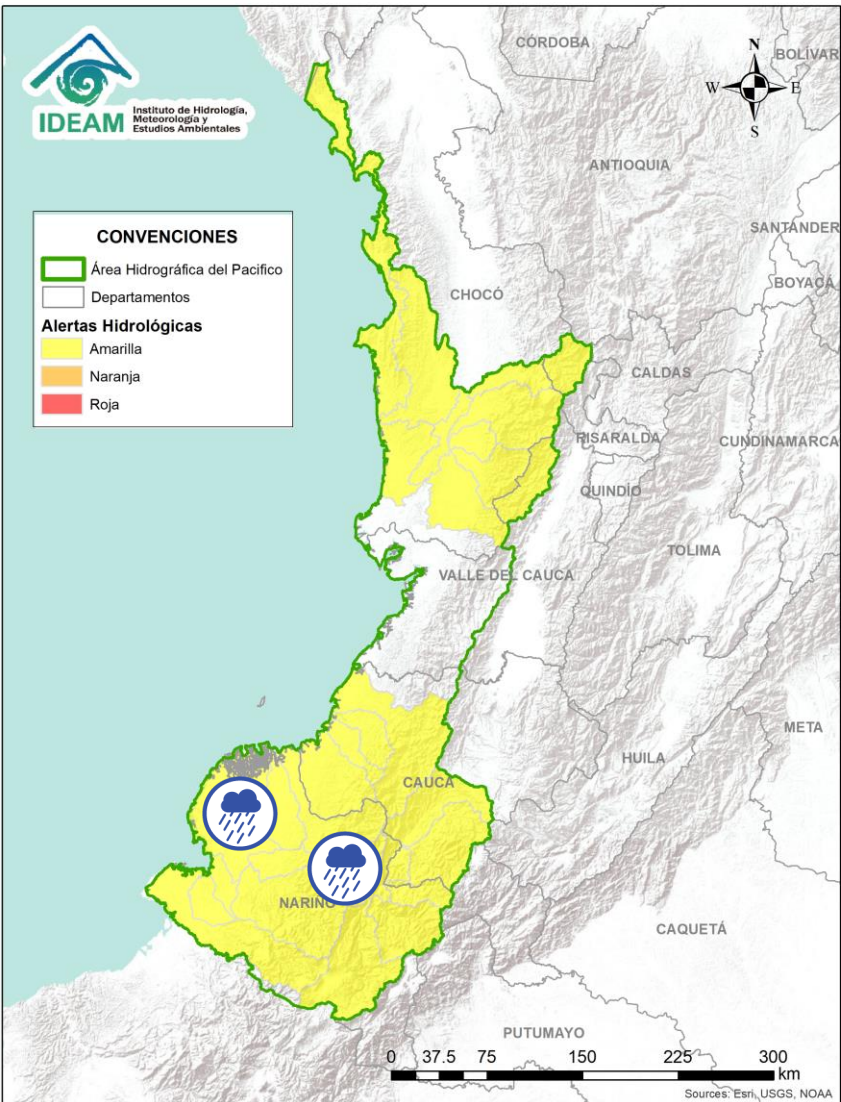 IDEAM
Instituto de Hidrología,
Meteorología y
Estudios Ambientales
CÓRDOBA
BOLÍVAR
N
W
E
S
ANTIOQUIA
SANTANDER
CONVENCIONES
Área Hidrográfica del Pacifico
Departamentos
Alertas Hidrológicas
Amarilla
Naranja
Roja
BOYACÁ
CHOCÓ
CALDAS
RISARALDA
CUNDINAMARCA
QUINDÍO
TOLIMA
VALLE DEL CAUCA
META
HUILA
CAUCA
NARIÑO
CAQUETÁ
PUTUMAYO
0 37.5 75 150 225 300
km
Sources: Esri, USGS, NOAA